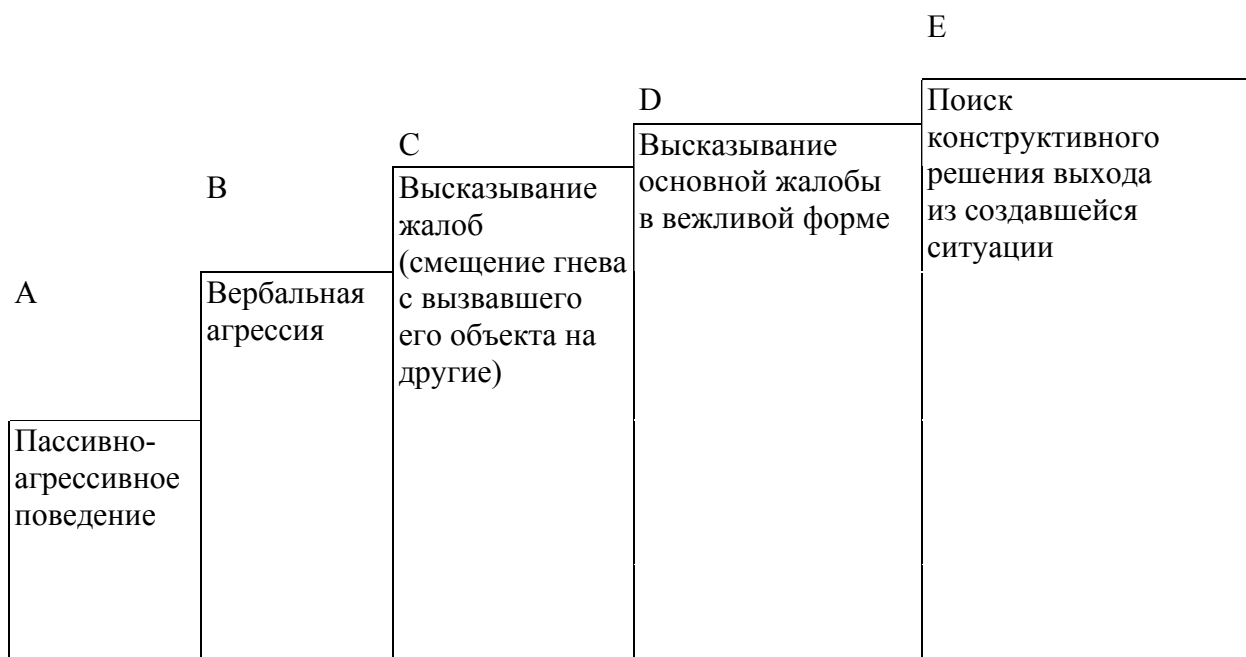 A
Пассивно-
агрессивное
поведение
B
Вербальная
агрессия
C
Высказывание
жалоб
(смещение гнева
с вызвавшего
его объекта на
другие)
D
Высказывание
основной жалобы
в вежливой форме
E
Поиск
конструктивного
решения выхода
из создавшейся
ситуации